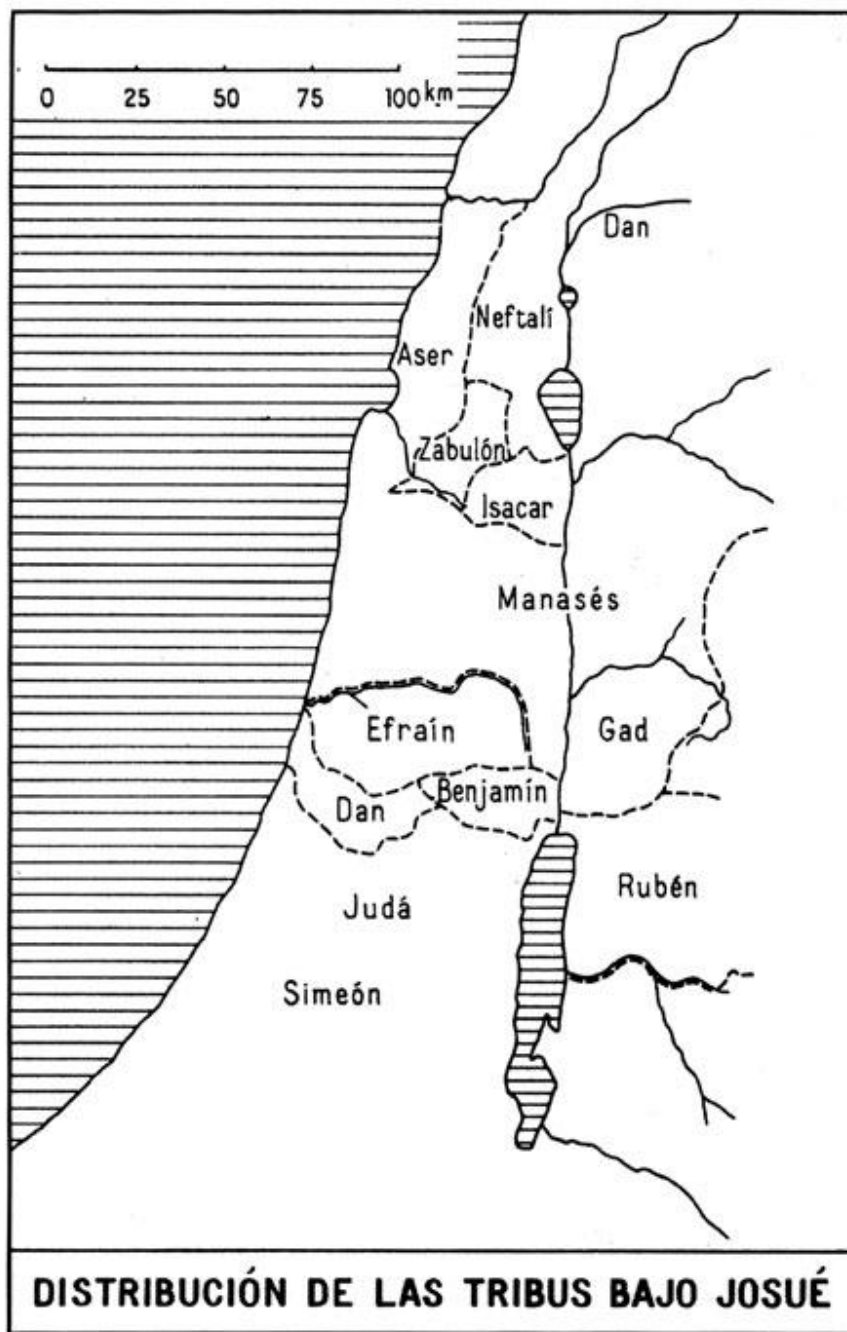 0 25 50 75 100 km
Dan
Neftalí
Aser
Zábulón
Isacar
Manasés
Efraín
Gad
Benjamín
Dan
Rubén
Judá
Simeón
DISTRIBUCIÓN DE LAS TRIBUS BAJO JOSUÉ